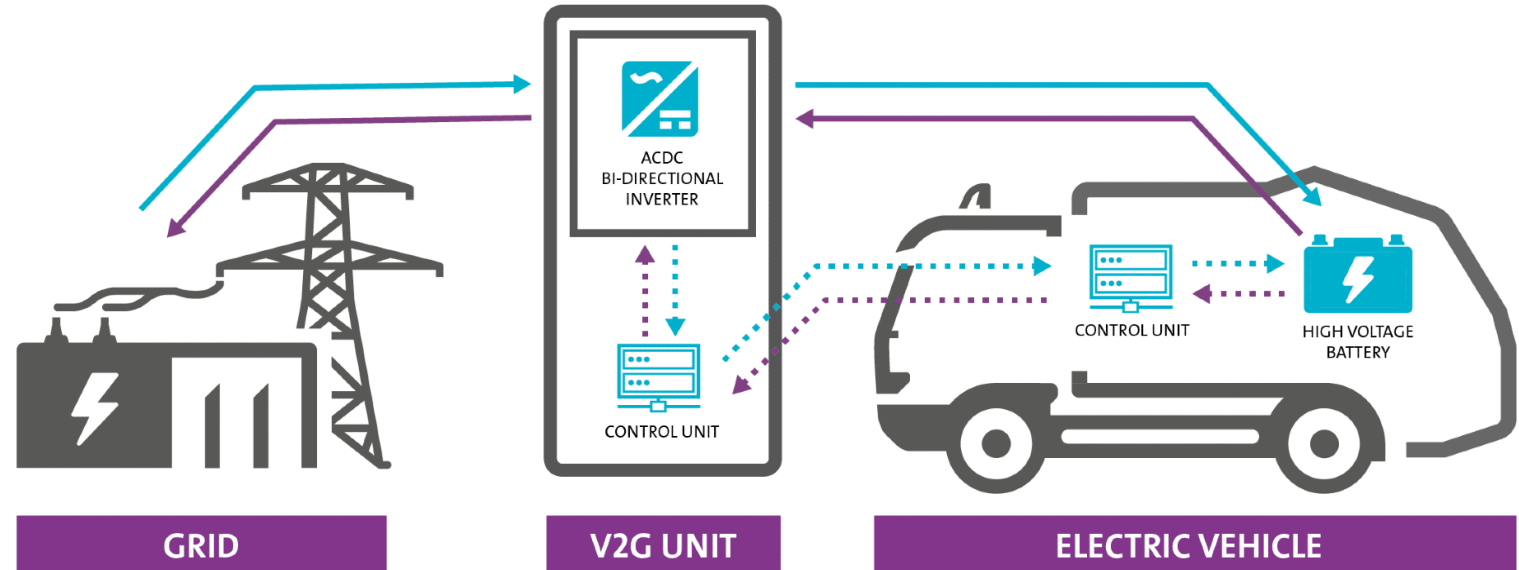 ACDC
BI-DIRECTIONAL
INVERTER
CONTROL UNIT
CONTROL UNIT
HIGH VOLTAGE
BATTERY
GRID
V2G UNIT
ELECTRIC VEHICLE